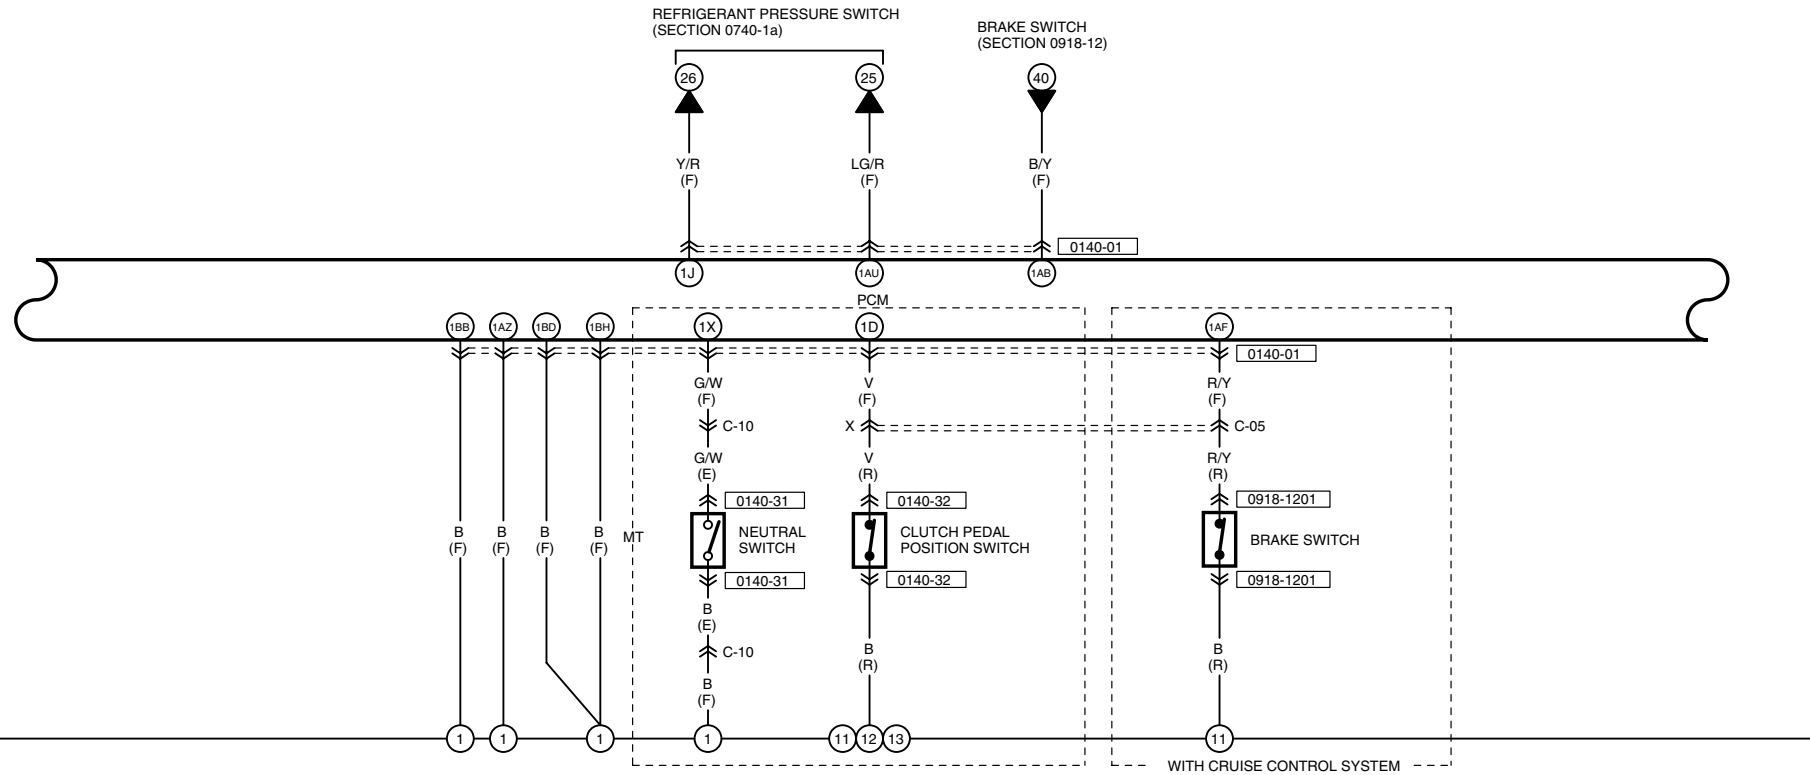 REFRIGERANT PRESSURE SWITCH
(SECTION 0740-1a)
BRAKE SWITCH
(SECTION 0918-12)
26
25
40
Y/R
(F)
LG/R
(F)
B/Y
(F)
0140-01
1J
1AU
1AB
PCM
1BB
1AZ
1BD
1BH
1X
1D
1AF
0140-01
G/W
(F)
V
(F)
R/Y
(F)
C-10
X
C-05
G/W
(E)
V
(R)
R/Y
(R)
0140-31
0140-32
0918-1201
B
(F)
B
(F)
B
(F)
B
(F)
MT
NEUTRAL
SWITCH
CLUTCH PEDAL
POSITION SWITCH
BRAKE SWITCH
0140-31
0140-32
0918-1201
B
(E)
C-10
B
(R)
B
(R)
B
(F)
1
1
1
1
11
12
13
11
WITH CRUISE CONTROL SYSTEM